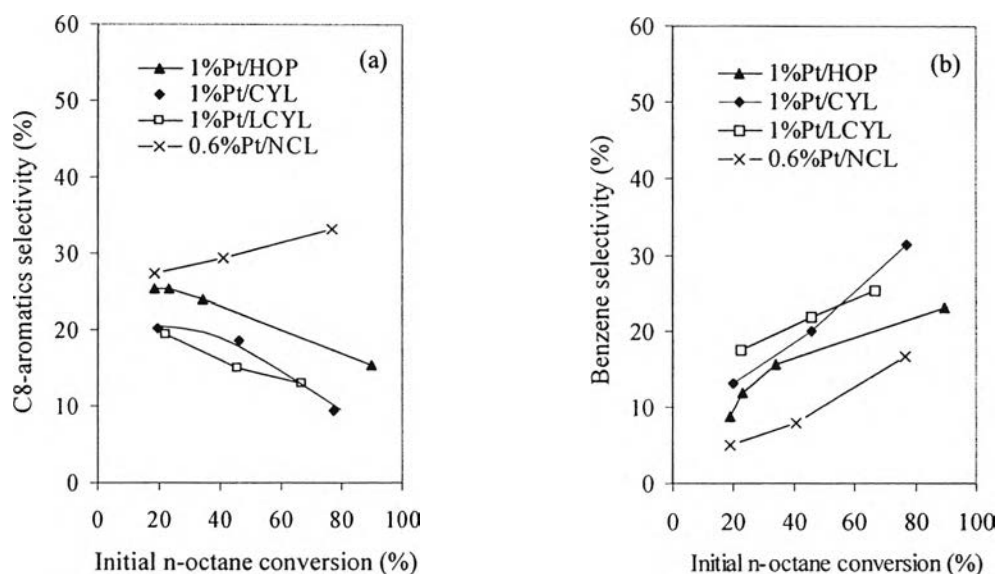 60
50
40
30
20
10
0
C8-aromatics selectivity (%)
(a)
1%Pt/HOP
1%Pt/CYL
1%Pt/LCYL
0.6%Pt/NCL
0 20 40 60 80 100
Initial n-octane conversion (%)
60
50
40
30
20
10
0
Benzene selectivity (%)
(b)
1%Pt/HOP
1%Pt/CYL
1%Pt/LCYL
0.6%Pt/NCL
0 20 40 60 80 100
Initial n-octane conversion (%)